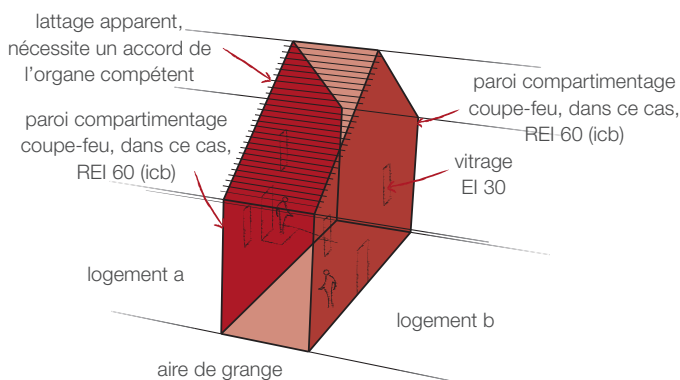 lattage apparent,
nécessite un accord de
l'organe compétent
paroi compartimentage
coupe-feu, dans ce cas,
REI 60 (icb)
paroi compartimentage
coupe-feu, dans ce cas,
REI 60 (icb)
vitrage
EI 30
logement a
logement b
aire de grange